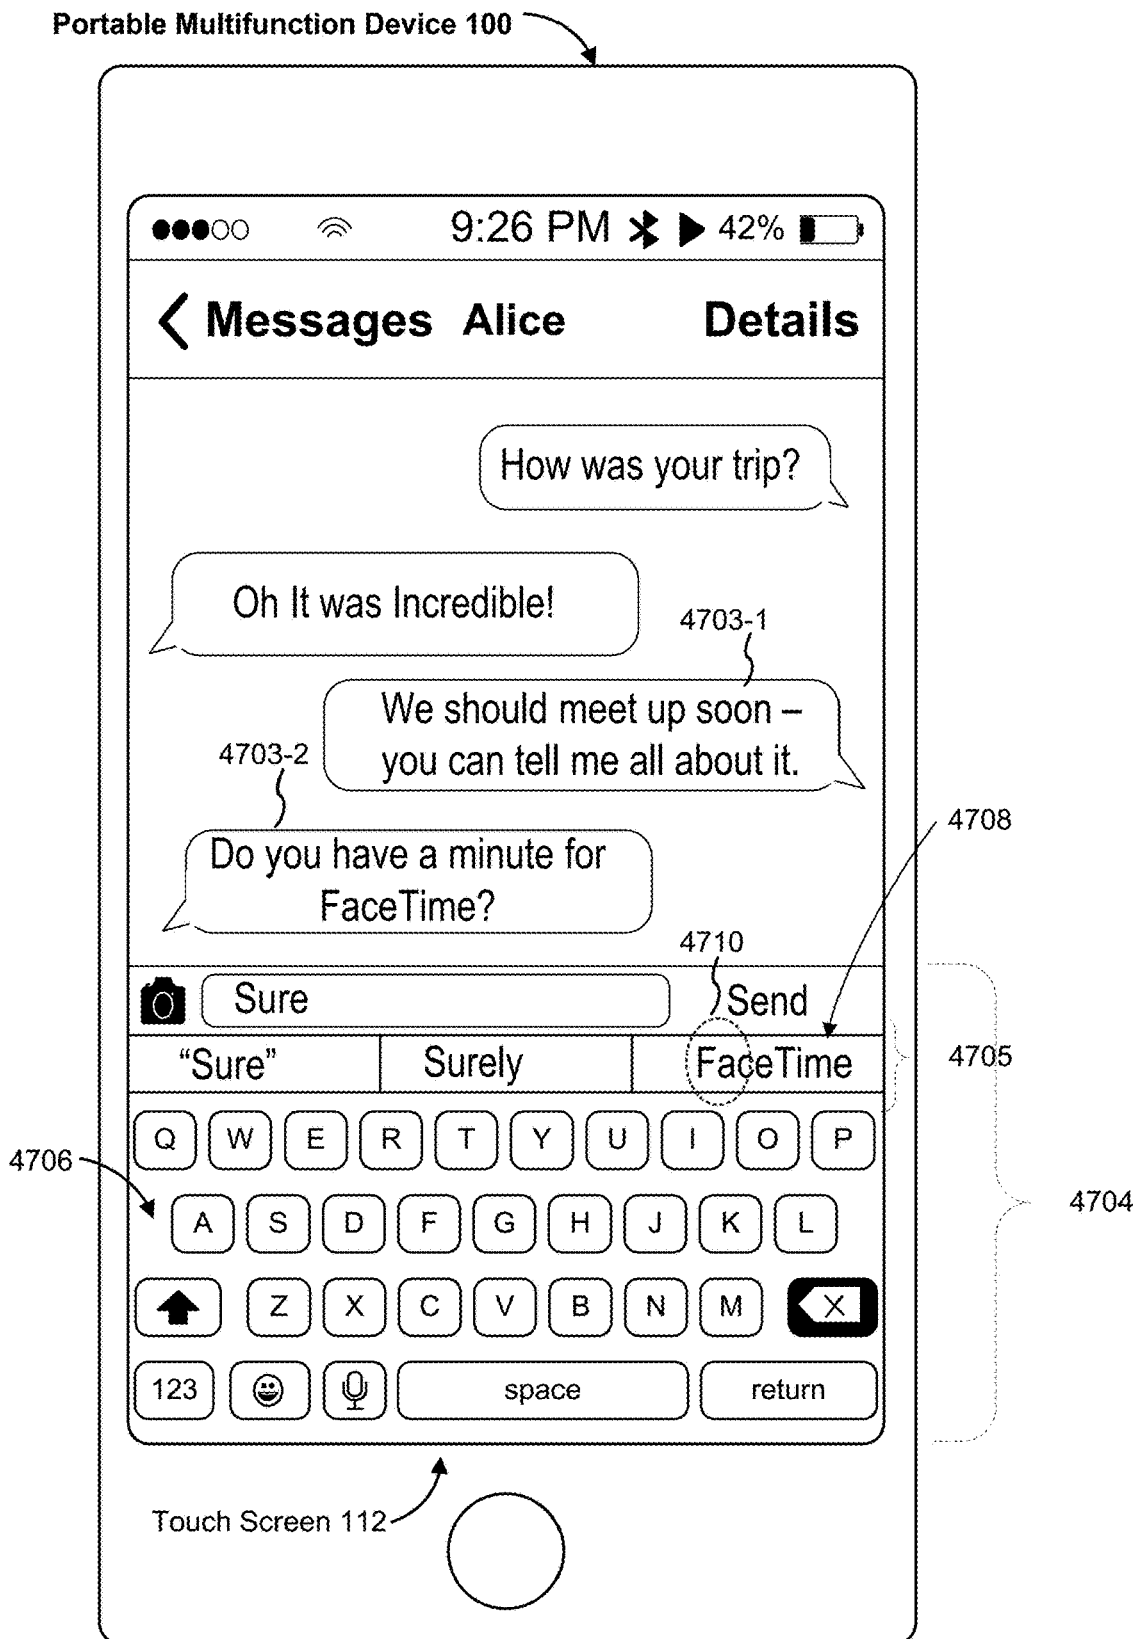 Portable Multifunction Device 100
9:26 PM 42%
Messages Alice Details
How was your trip?
Oh It was Incredible!
4703-1
We should meet up soon –
you can tell me all about it.
4703-2
Do you have a minute for
FaceTime?
4708
4710
Sure Send
“Sure” Surely FaceTime
4705
Q W E R T Y U I O P
4706
A S D F G H J K L
4704
Z X C V B N M X
123 space return
Touch Screen 112